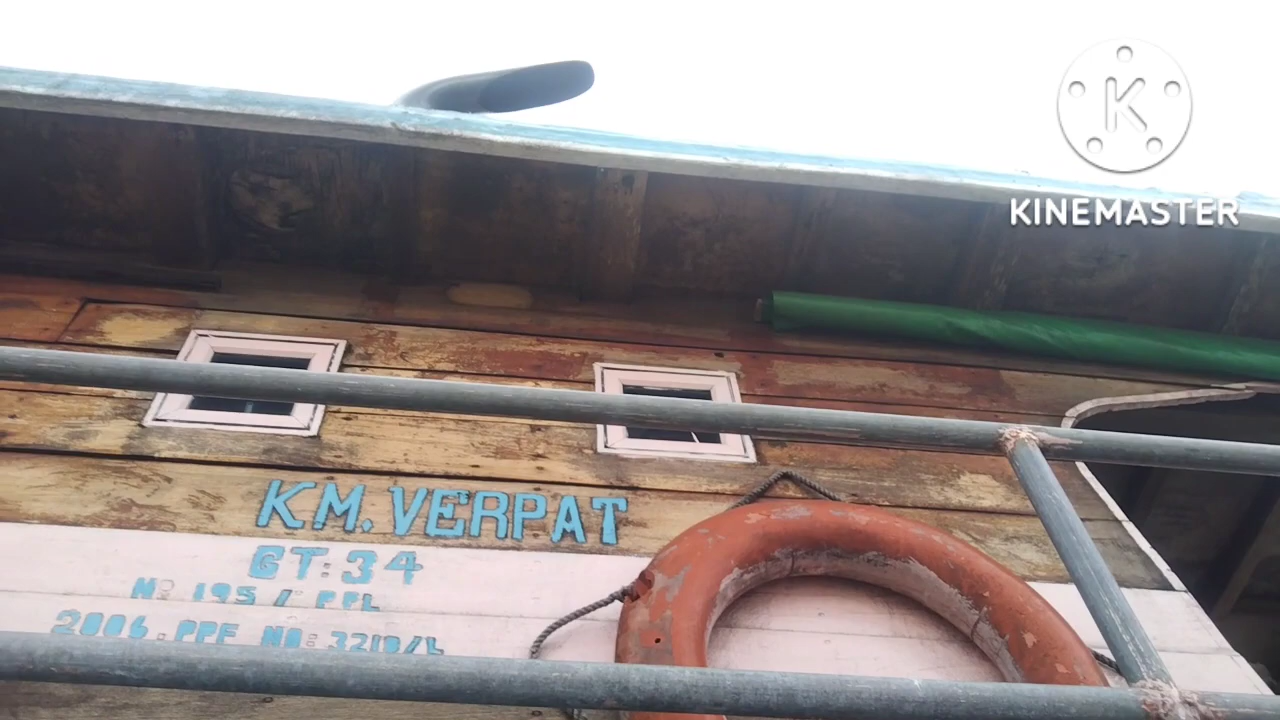 K
KINEMASTER
KM. VERPAT
GT: 34
NO 195 / PPL
2006. PPF NO: 3210/L